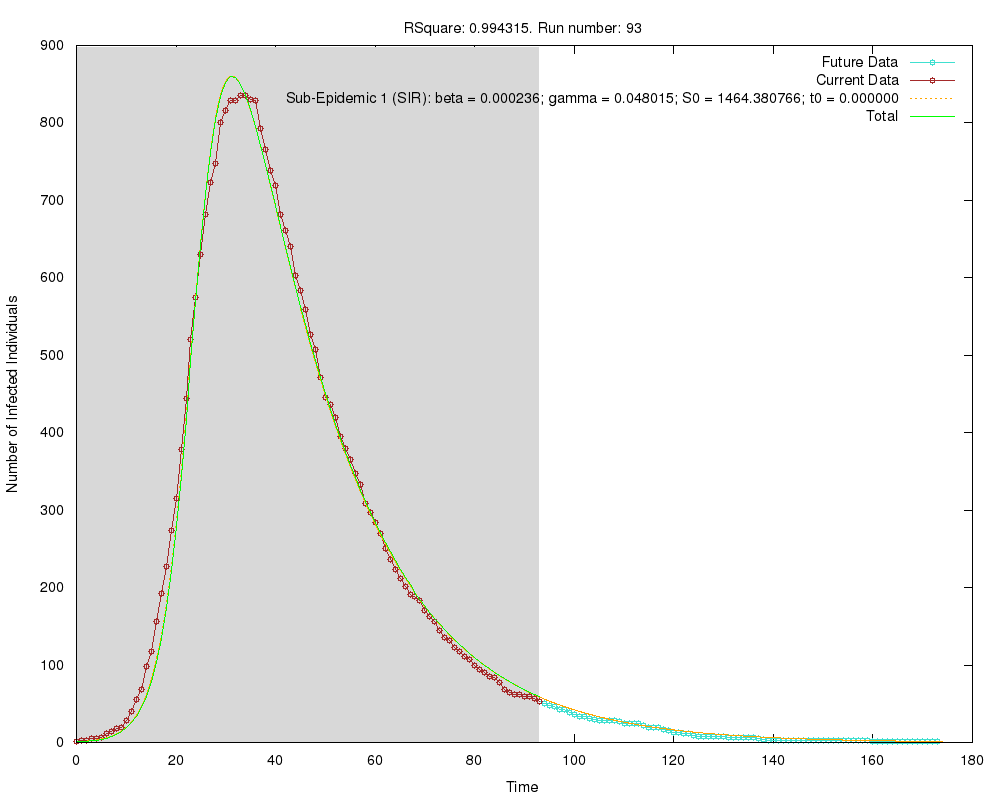 RSquare: 0.994315. Run number: 93
Future Data
Current Data
Sub-Epidemic 1 (SIR): beta = 0.000236; gamma = 0.048015; S0 = 1464.380766; t0 = 0.000000
Total
Number of Infected Individuals
900
800
700
600
500
400
300
200
100
0
0 20 40 60 80 100 120 140 160 180
Time